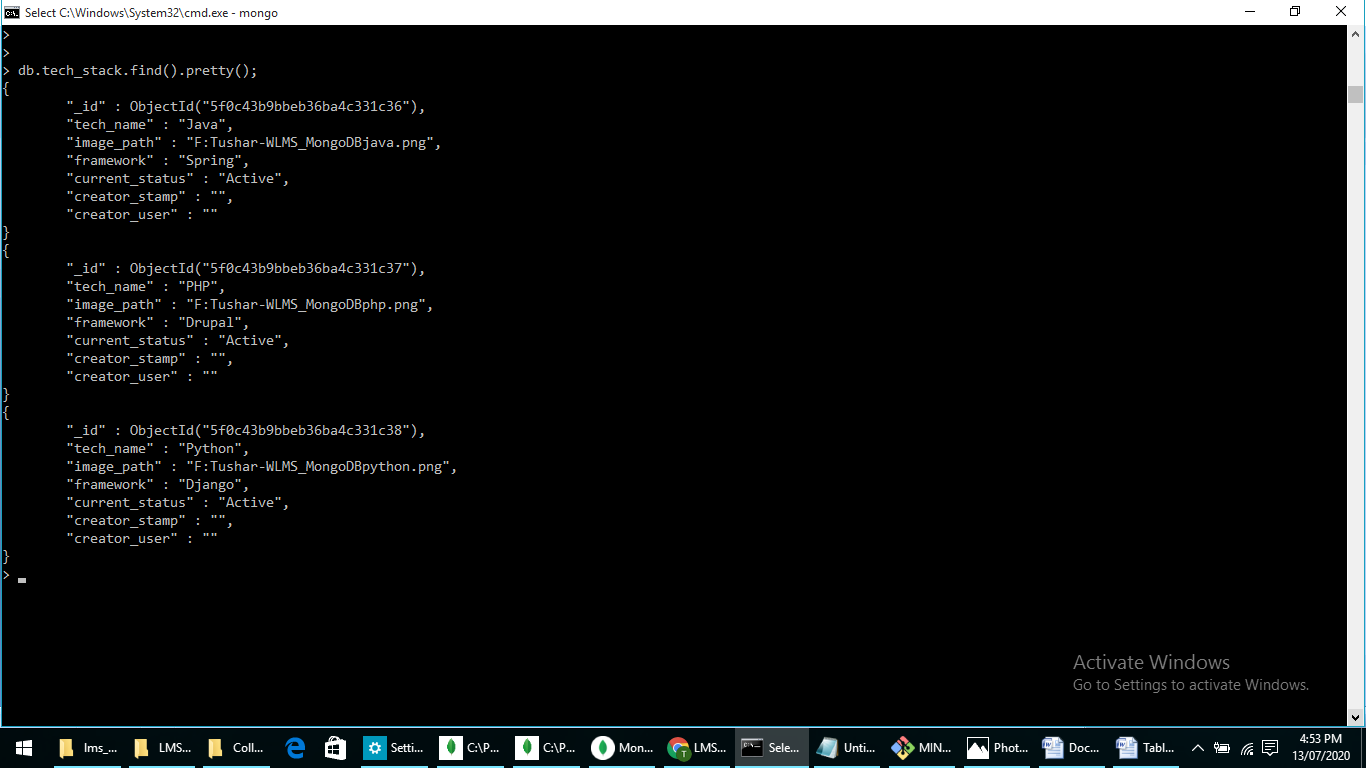 Select C:\Windows\System32\cmd.exe - mongo
>
>
> db.tech_stack.find().pretty();
{
"_id" : ObjectId("5f0c43b9bbeb36ba4c331c36"),
"tech_name" : "Java",
"image_path" : "F:Tushar-WLMS_MongoDBjava.png",
"framework" : "Spring",
"current_status" : "Active",
"creator_stamp" : "",
"creator_user" : ""
}
{
"_id" : ObjectId("5f0c43b9bbeb36ba4c331c37"),
"tech_name" : "PHP",
"image_path" : "F:Tushar-WLMS_MongoDBphp.png",
"framework" : "Drupal",
"current_status" : "Active",
"creator_stamp" : "",
"creator_user" : ""
}
{
"_id" : ObjectId("5f0c43b9bbeb36ba4c331c38"),
"tech_name" : "Python",
"image_path" : "F:Tushar-WLMS_MongoDBpython.png",
"framework" : "Django",
"current_status" : "Active",
"creator_stamp" : "",
"creator_user" : ""
}
>
Activate Windows
Go to Settings to activate Windows.
lms_... LMS... Coll... Setti... C:\P... C:\P... Mon... LMS... Sele... Unti... MIN... Phot... Doc... Tabl... 4:53 PM
13/07/2020